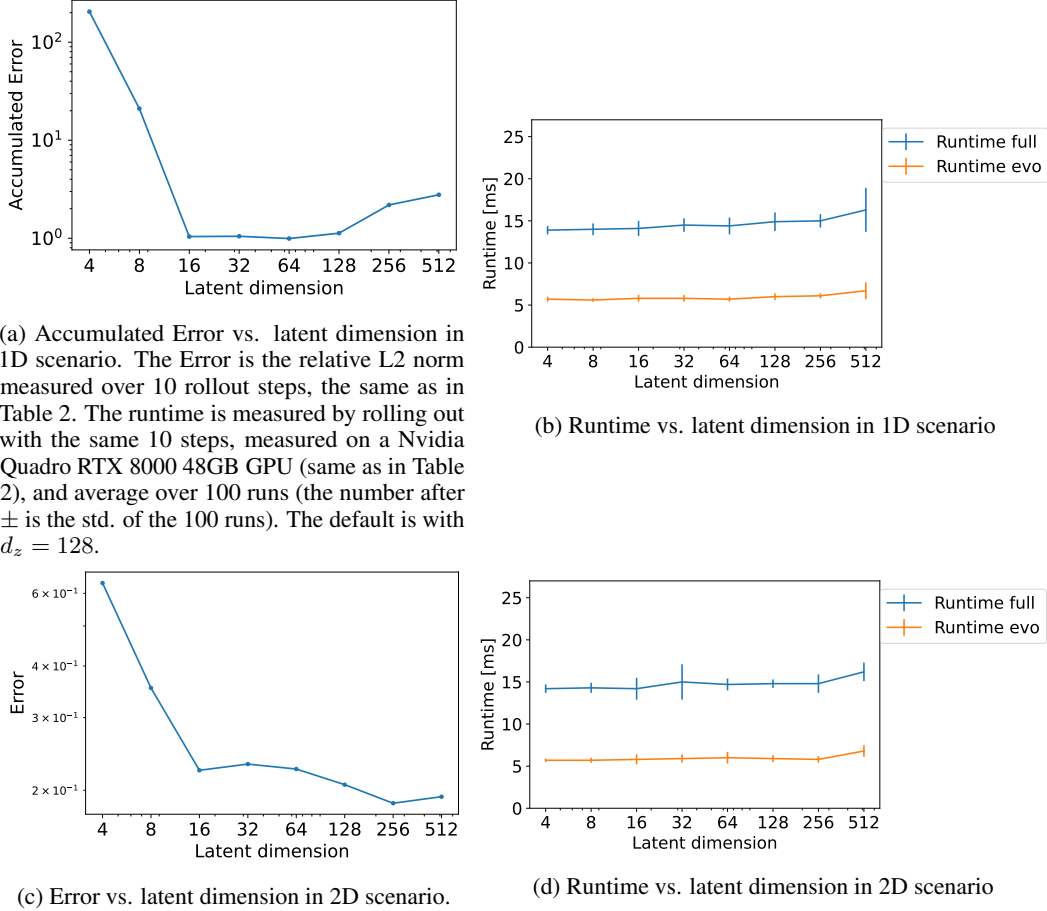 Accumulated Error
10²
10¹
10⁰
4 8 16 32 64 128 256 512
Latent dimension
(a) Accumulated Error vs. latent dimension in
1D scenario. The Error is the relative L2 norm
measured over 10 rollout steps, the same as in
Table 2. The runtime is measured by rolling out
with the same 10 steps, measured on a Nvidia
Quadro RTX 8000 48GB GPU (same as in Table
2), and average over 100 runs (the number after
± is the std. of the 100 runs). The default is with
d_z = 128.
Runtime [ms]
25
20
15
10
5
0
4 8 16 32 64 128 256 512
Latent dimension
Runtime full
Runtime evo
(b) Runtime vs. latent dimension in 1D scenario
Error
6 × 10⁻¹
4 × 10⁻¹
3 × 10⁻¹
2 × 10⁻¹
4 8 16 32 64 128 256 512
Latent dimension
(c) Error vs. latent dimension in 2D scenario.
Runtime [ms]
25
20
15
10
5
0
4 8 16 32 64 128 256 512
Latent dimension
Runtime full
Runtime evo
(d) Runtime vs. latent dimension in 2D scenario